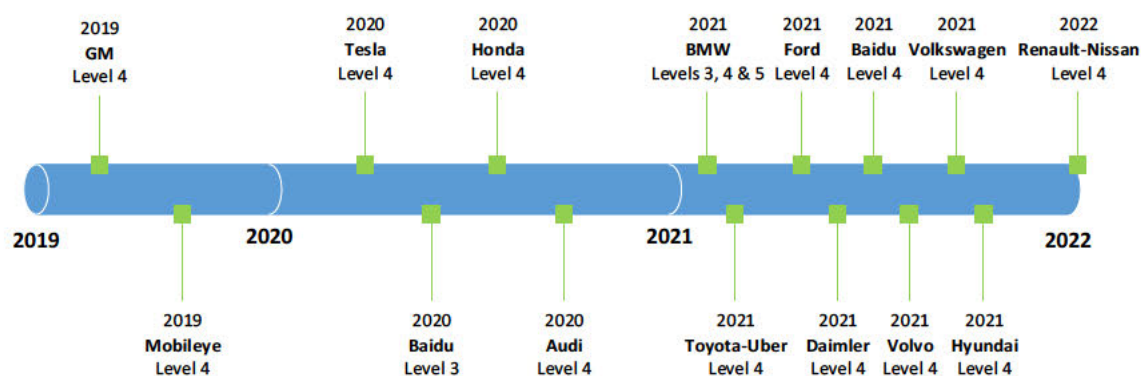 2019
GM
Level 4
2020
Tesla
Level 4
2020
Honda
Level 4
2021
BMW
Levels 3, 4 & 5
2021
Ford
Level 4
2021
Baidu
Level 4
2021
Volkswagen
Level 4
2022
Renault-Nissan
Level 4
2019
2020
2021
2022
2019
Mobileye
Level 4
2020
Baidu
Level 3
2020
Audi
Level 4
2021
Toyota-Uber
Level 4
2021
Daimler
Level 4
2021
Volvo
Level 4
2021
Hyundai
Level 4